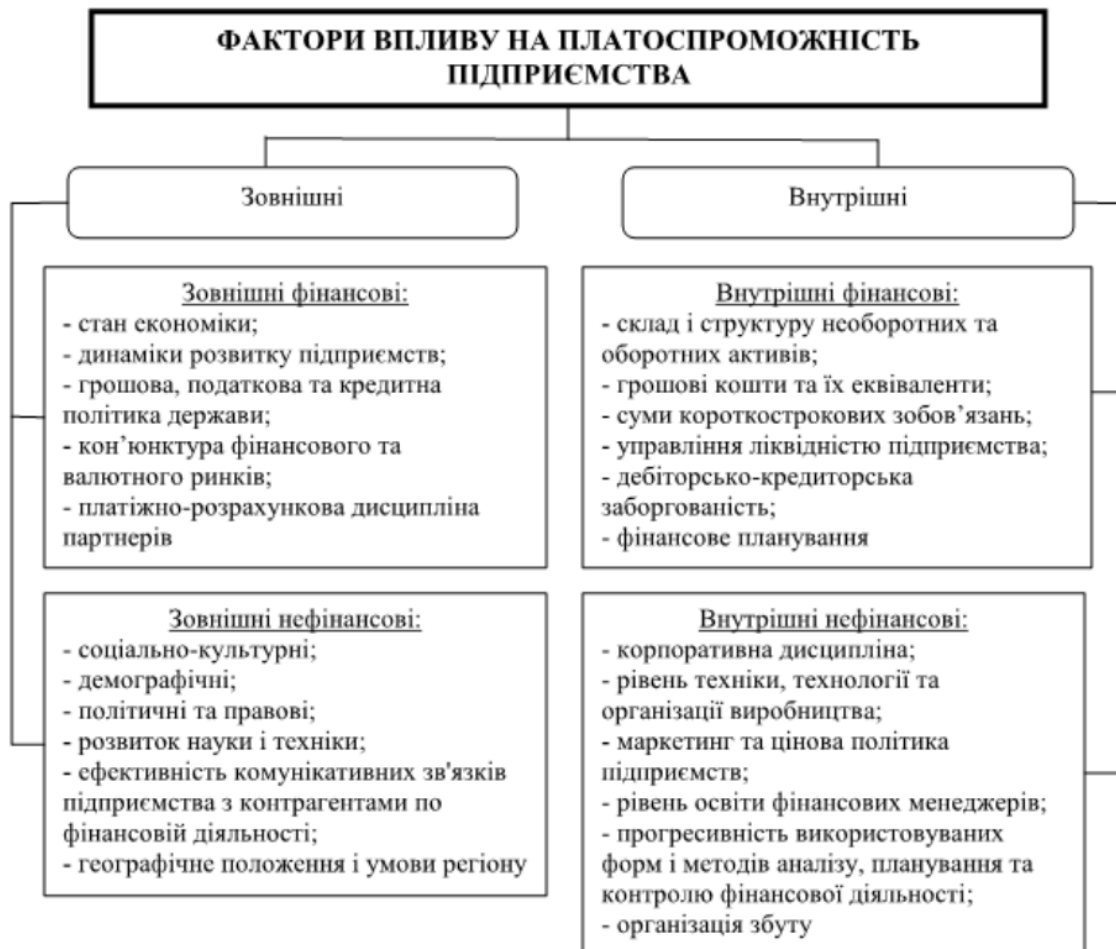 ФАКТОРИ ВПЛИВУ НА ПЛАТОСПРОМОЖНІСТЬ
ПІДПРИЄМСТВА
Зовнішні
Внутрішні
Зовнішні фінансові:
- стан економіки;
- динаміки розвитку підприємств;
- грошова, податкова та кредитна
політика держави;
- кон’юнктура фінансового та
валютного ринків;
- платіжно-розрахункова дисципліна
партнерів
Внутрішні фінансові:
- склад і структуру необоротних та
оборотних активів;
- грошові кошти та їх еквіваленти;
- суми короткострокових зобов’язань;
- управління ліквідністю підприємства;
- дебіторсько-кредиторська
заборгованість;
- фінансове планування
Зовнішні нефінансові:
- соціально-культурні;
- демографічні;
- політичні та правові;
- розвиток науки і техніки;
- ефективність комунікативних зв'язків
підприємства з контрагентами по
фінансовій діяльності;
- географічне положення і умови регіону
Внутрішні нефінансові:
- корпоративна дисципліна;
- рівень техніки, технології та
організації виробництва;
- маркетинг та цінова політика
підприємств;
- рівень освіти фінансових менеджерів;
- прогресивність використовуваних
форм і методів аналізу, планування та
контролю фінансової діяльності;
- організація збуту